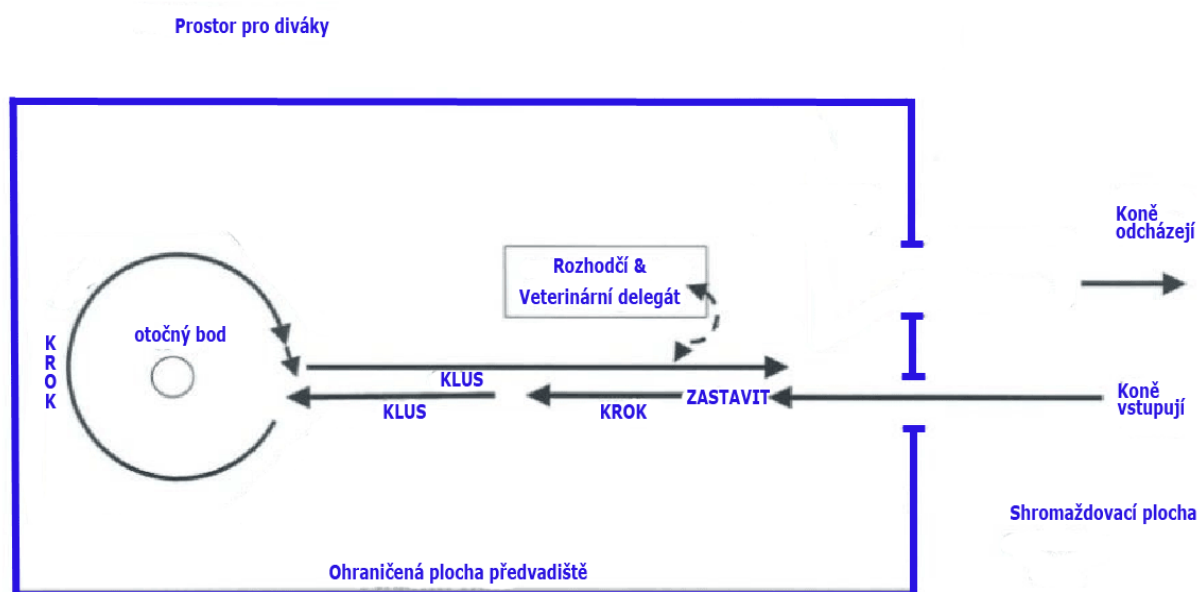 Prostor pro diváky
Koně
odcházejí
Rozhodčí &
Veterinární delegát
otočný bod
KROK
KLUS
KLUS
KROK
ZASTAVIT
Koně
vstupují
Shromaždovací plocha
Ohraničená plocha předvadiště